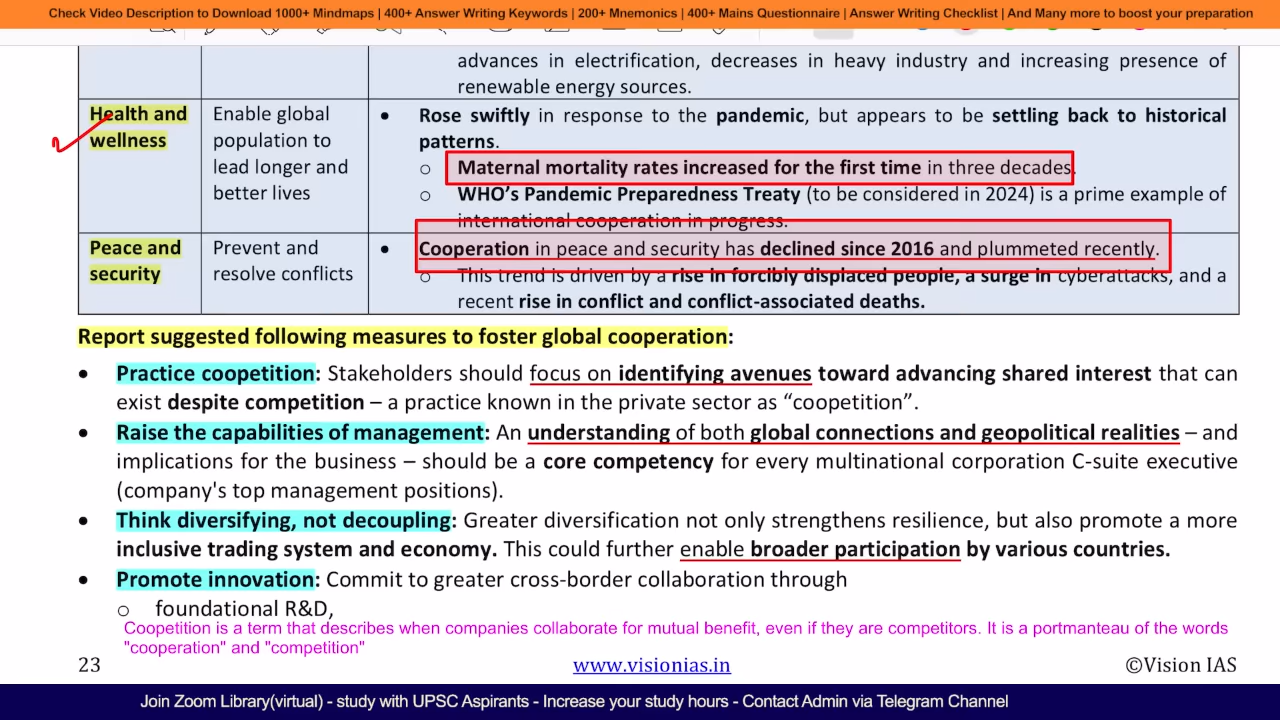 Check Video Description to Download 1000+ Mindmaps | 400+ Answer Writing Keywords | 200+ Mnemonics | 400+ Mains Questionnaire | Answer Writing Checklist | And Many more to boost your preparation
advances in electrification, decreases in heavy industry and increasing presence of
renewable energy sources.
Health and
wellness
Enable global
population to
lead longer and
better lives
• Rose swiftly in response to the pandemic, but appears to be settling back to historical
patterns.
o Maternal mortality rates increased for the first time in three decades.
o WHO’s Pandemic Preparedness Treaty (to be considered in 2024) is a prime example of
international cooperation in progress.
Peace and
security
Prevent and
resolve conflicts
• Cooperation in peace and security has declined since 2016 and plummeted recently.
o This trend is driven by a rise in forcibly displaced people, a surge in cyberattacks, and a
recent rise in conflict and conflict-associated deaths.
Report suggested following measures to foster global cooperation:
• Practice coopetition: Stakeholders should focus on identifying avenues toward advancing shared interest that can
exist despite competition – a practice known in the private sector as “coopetition”.
• Raise the capabilities of management: An understanding of both global connections and geopolitical realities – and
implications for the business – should be a core competency for every multinational corporation C-suite executive
(company's top management positions).
• Think diversifying, not decoupling: Greater diversification not only strengthens resilience, but also promote a more
inclusive trading system and economy. This could further enable broader participation by various countries.
• Promote innovation: Commit to greater cross-border collaboration through
o foundational R&D,
Coopetition is a term that describes when companies collaborate for mutual benefit, even if they are competitors. It is a portmanteau of the words
"cooperation" and "competition"
23 www.visionias.in ©Vision IAS
Join Zoom Library(virtual) - study with UPSC Aspirants - Increase your study hours - Contact Admin via Telegram Channel